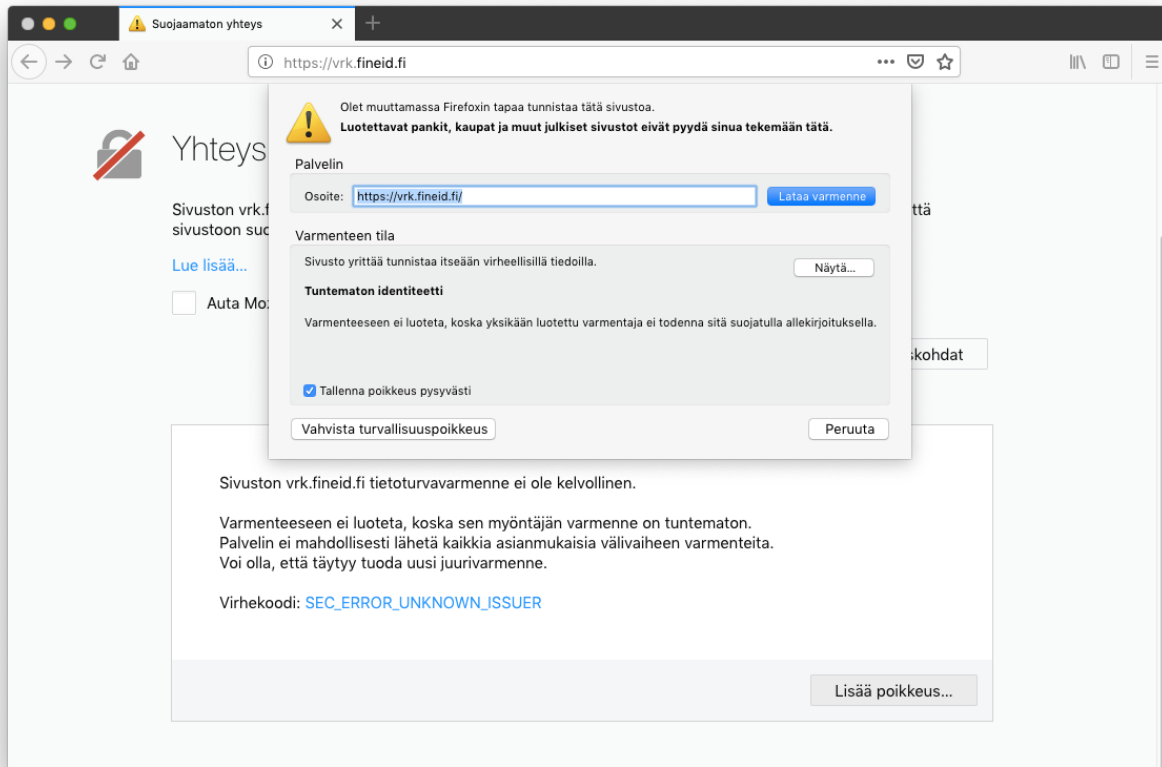 Suojaamaton yhteys
https://vrk.fineid.fi
Olet muuttamassa Firefoxin tapaa tunnistaa tätä sivustoa.
Luotettavat pankit, kaupat ja muut julkiset sivustot eivät pyydä sinua tekemään tätä.
Yhteys
Palvelin
Osoite: https://vrk.fineid.fi/ Lataa varmenne
Sivuston vrk.f
ttä
sivustoon suo
Varmenteen tila
Sivusto yrittää tunnistaa itseään virheellisillä tiedoilla.
Näytä...
Lue lisää...
Tuntematon identiteetti
Auta Moz
Varmenteeseen ei luoteta, koska yksikään luotettu varmentaja ei todenna sitä suojatulla allekirjoituksella.
skohdat
Tallenna poikkeus pysyvästi
Vahvista turvallisuuspoikkeus Peruuta
Sivuston vrk.fineid.fi tietoturvavarmenne ei ole kelvollinen.
Varmenteeseen ei luoteta, koska sen myöntäjän varmenne on tuntematon.
Palvelin ei mahdollisesti lähetä kaikkia asianmukaisia välivaiheen varmenteita.
Voi olla, että täytyy tuoda uusi juurivarmenne.
Virhekoodi: SEC_ERROR_UNKNOWN_ISSUER
Lisää poikkeus...